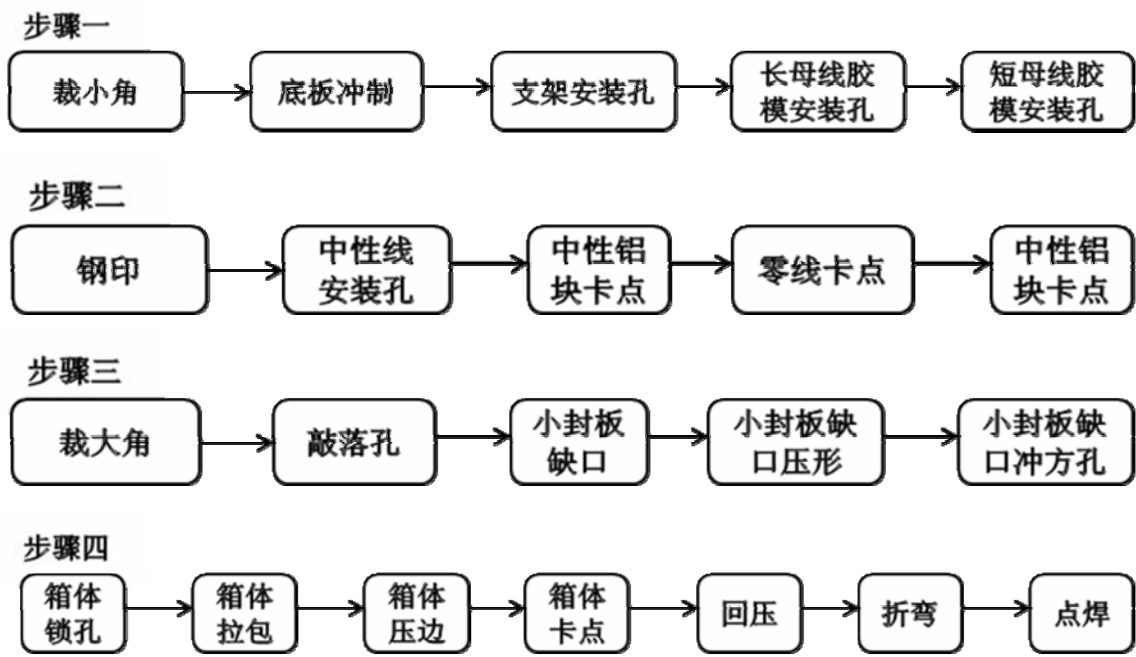 步骤一
裁小角
底板冲制
支架安装孔
长母线胶
模安装孔
短母线胶
模安装孔
步骤二
钢印
中性线
安装孔
中性铝
块卡点
零线卡点
中性铝
块卡点
步骤三
裁大角
敲落孔
小封板
缺口
小封板缺
口压形
小封板缺
口冲方孔
步骤四
箱体
锁孔
箱体
拉包
箱体
压边
箱体
卡点
回压
折弯
点焊